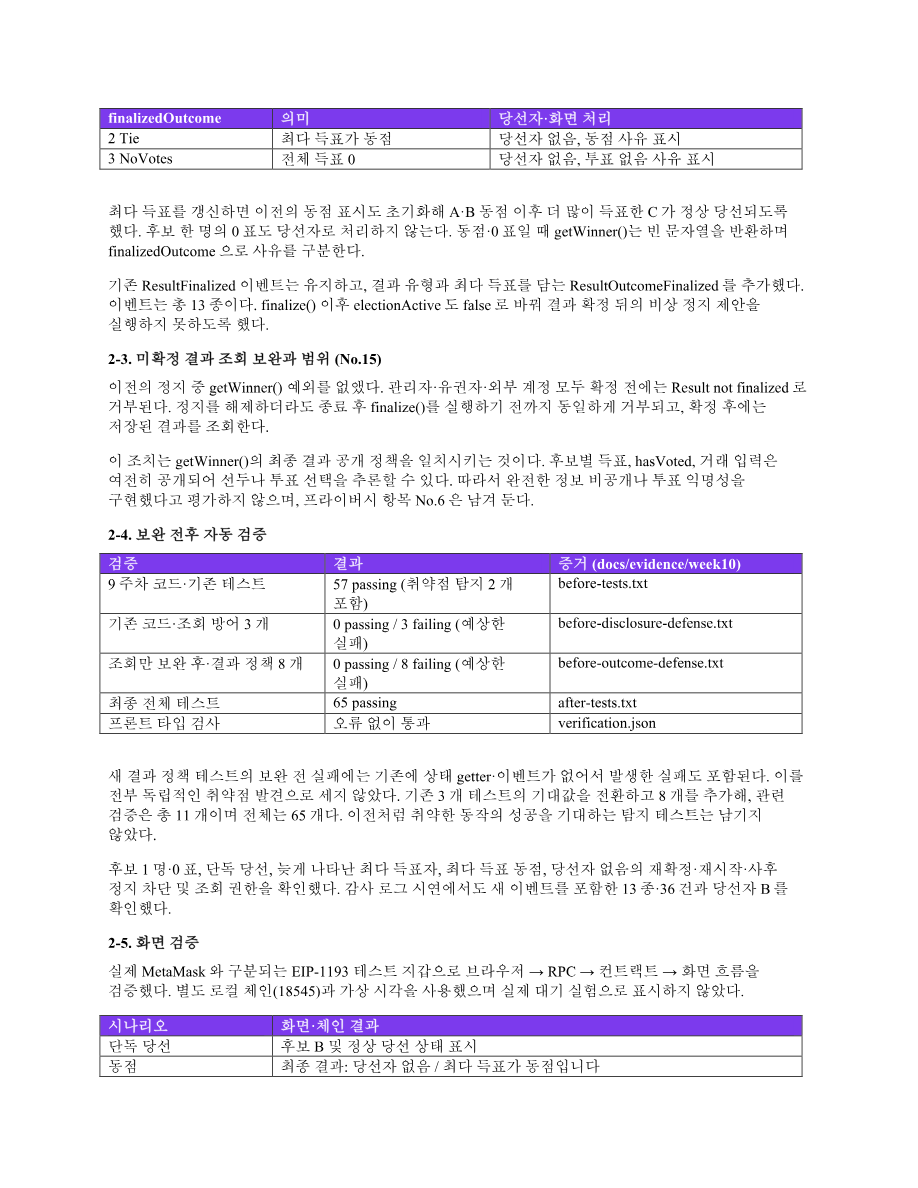 finalizedOutcome 의미 당선자·화면 처리
2 Tie 최다 득표가 동점 당선자 없음, 동점 사유 표시
3 NoVotes 전체 득표 0 당선자 없음, 투표 없음 사유 표시
최다 득표를 갱신하면 이전의 동점 표시도 초기화해 A·B 동점 이후 더 많이 득표한 C 가 정상 당선되도록
했다. 후보 한 명의 0 표도 당선자로 처리하지 않는다. 동점·0 표일 때 getWinner()는 빈 문자열을 반환하며
finalizedOutcome 으로 사유를 구분한다.
기존 ResultFinalized 이벤트는 유지하고, 결과 유형과 최다 득표를 담는 ResultOutcomeFinalized 를 추가했다.
이벤트는 총 13 종이다. finalize() 이후 electionActive 도 false 로 바꿔 결과 확정 뒤의 비상 정지 제안을
실행하지 못하도록 했다.
2-3. 미확정 결과 조회 보완과 범위 (No.15)
이전의 정지 중 getWinner() 예외를 없앴다. 관리자·유권자·외부 계정 모두 확정 전에는 Result not finalized 로
거부된다. 정지를 해제하더라도 종료 후 finalize()를 실행하기 전까지 동일하게 거부되고, 확정 후에는
저장된 결과를 조회한다.
이 조치는 getWinner()의 최종 결과 공개 정책을 일치시키는 것이다. 후보별 득표, hasVoted, 거래 입력은
여전히 공개되어 선두나 투표 선택을 추론할 수 있다. 따라서 완전한 정보 비공개나 투표 익명성을
구현했다고 평가하지 않으며, 프라이버시 항목 No.6 은 남겨 둔다.
2-4. 보완 전후 자동 검증
검증 결과 증거 (docs/evidence/week10)
9 주차 코드·기존 테스트 57 passing (취약점 탐지 2 개 before-tests.txt
포함)
기존 코드·조회 방어 3 개 0 passing / 3 failing (예상한 before-disclosure-defense.txt
실패)
조회만 보완 후·결과 정책 8 개 0 passing / 8 failing (예상한 before-outcome-defense.txt
실패)
최종 전체 테스트 65 passing after-tests.txt
프론트 타입 검사 오류 없이 통과 verification.json
새 결과 정책 테스트의 보완 전 실패에는 기존에 상태 getter·이벤트가 없어서 발생한 실패도 포함된다. 이를
전부 독립적인 취약점 발견으로 세지 않았다. 기존 3 개 테스트의 기대값을 전환하고 8 개를 추가해, 관련
검증은 총 11 개이며 전체는 65 개다. 이전처럼 취약한 동작의 성공을 기대하는 탐지 테스트는 남기지
않았다.
후보 1 명·0 표, 단독 당선, 늦게 나타난 최다 득표자, 최다 득표 동점, 당선자 없음의 재확정·재시작·사후
정지 차단 및 조회 권한을 확인했다. 감사 로그 시연에서도 새 이벤트를 포함한 13 종·36 건과 당선자 B 를
확인했다.
2-5. 화면 검증
실제 MetaMask 와 구분되는 EIP-1193 테스트 지갑으로 브라우저 → RPC → 컨트랙트 → 화면 흐름을
검증했다. 별도 로컬 체인(18545)과 가상 시각을 사용했으며 실제 대기 실험으로 표시하지 않았다.
시나리오 화면·체인 결과
단독 당선 후보 B 및 정상 당선 상태 표시
동점 최종 결과: 당선자 없음 / 최다 득표가 동점입니다